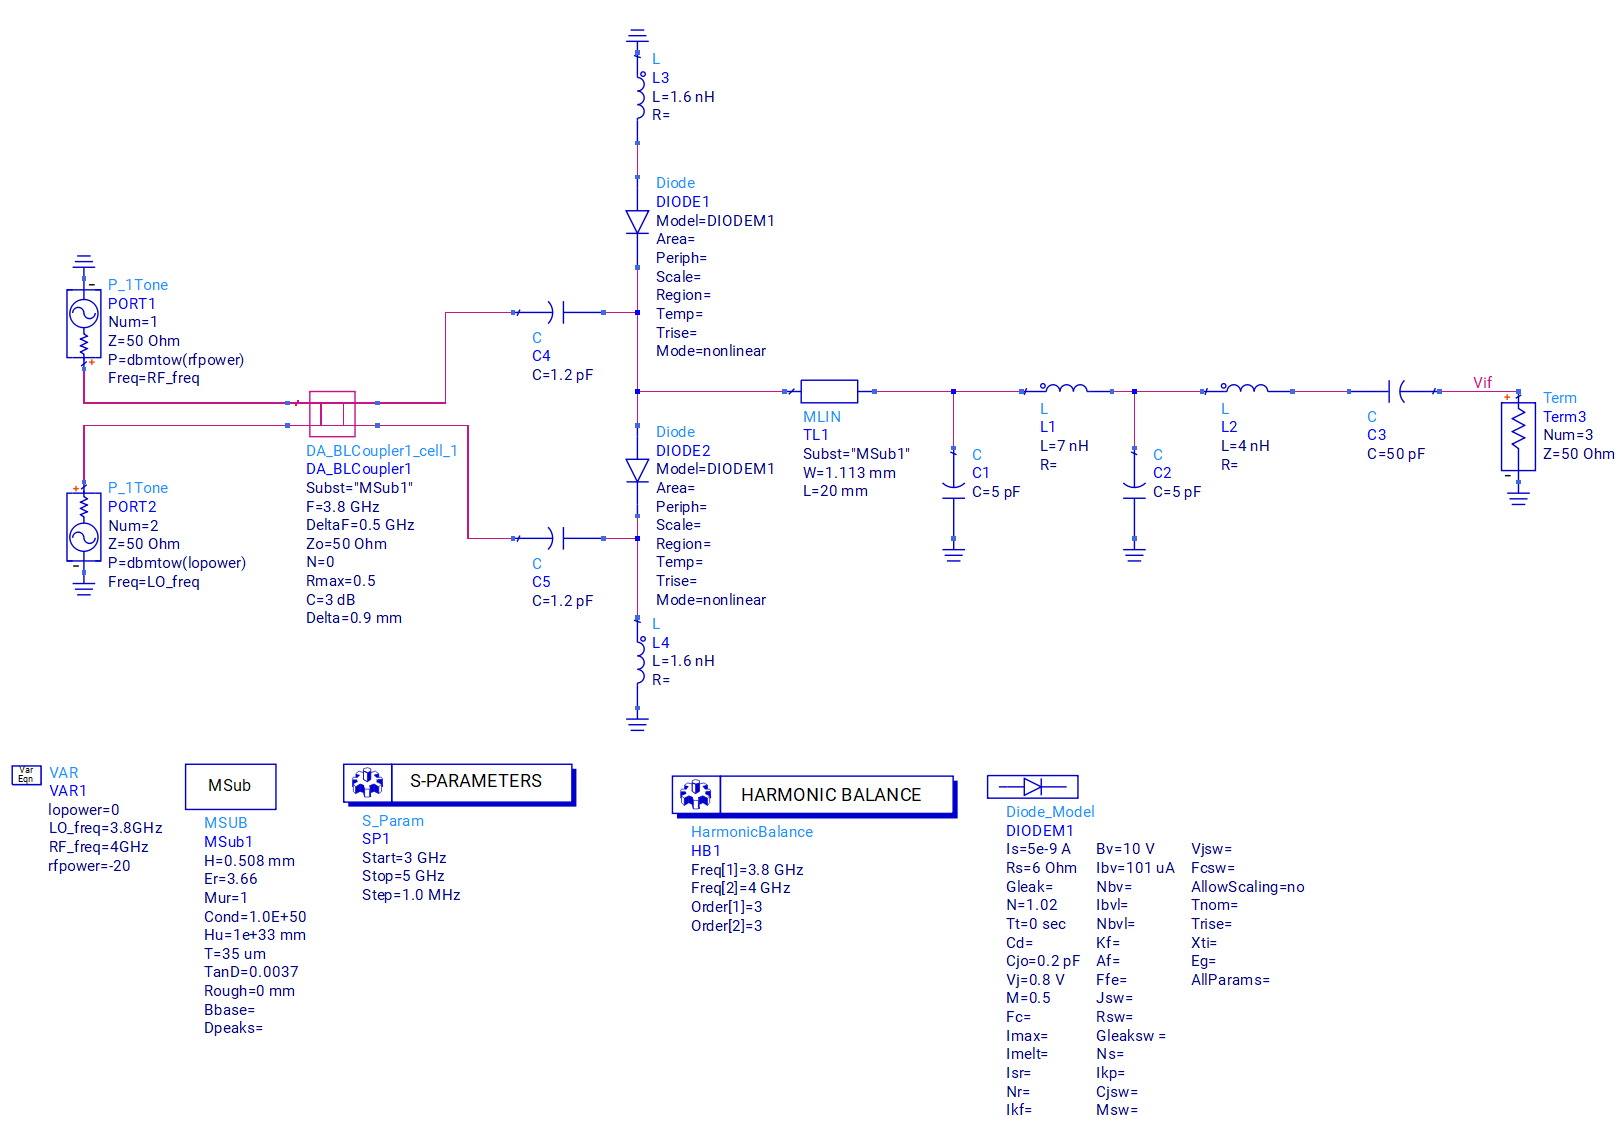 L
L3
L=1.6 nH
R=
Diode
DIODE1
Model=DIODEM1
Area=
Periph=
Scale=
Region=
Temp=
Trise=
Mode=nonlinear
P_1Tone
PORT1
Num=1
Z=50 Ohm
P=dbmtow(rfpower)
Freq=RF_freq
C
C4
C=1.2 pF
P_1Tone
PORT2
Num=2
Z=50 Ohm
P=dbmtow(lopower)
Freq=LO_freq
DA_BLCoupler1_cell_1
DA_BLCoupler1
Subst="MSub1"
F=3.8 GHz
DeltaF=0.5 GHz
Zo=50 Ohm
N=0
Rmax=0.5
C=3 dB
Delta=0.9 mm
C
C5
C=1.2 pF
Diode
DIODE2
Model=DIODEM1
Area=
Periph=
Scale=
Region=
Temp=
Trise=
Mode=nonlinear
L
L4
L=1.6 nH
R=
MLIN
TL1
Subst="MSub1"
W=1.113 mm
L=20 mm
C
C1
C=5 pF
L
L1
L=7 nH
R=
C
C2
C=5 pF
L
L2
L=4 nH
R=
C
C3
C=50 pF
Vif
Term
Term3
Num=3
Z=50 Ohm
Var
Eqn
VAR
VAR1
lopower=0
LO_freq=3.8GHz
RF_freq=4GHz
rfpower=-20
MSub
MSUB
MSub1
H=0.508 mm
Er=3.66
Mur=1
Cond=1.0E+50
Hu=1e+33 mm
T=35 um
TanD=0.0037
Rough=0 mm
Bbase=
Dpeaks=
S-PARAMETERS
S_Param
SP1
Start=3 GHz
Stop=5 GHz
Step=1.0 MHz
HARMONIC BALANCE
HarmonicBalance
HB1
Freq[1]=3.8 GHz
Freq[2]=4 GHz
Order[1]=3
Order[2]=3
Diode_Model
DIODEM1
Is=5e-9 A
Rs=6 Ohm
Gleak=
N=1.02
Tt=0 sec
Cd=
Cjo=0.2 pF
Vj=0.8 V
M=0.5
Fc=
Imax=
Imelt=
Isr=
Nr=
Ikf=
Bv=10 V
Ibv=101 uA
Nbv=
Ibvl=
Nbvl=
Kf=
Af=
Ffe=
Jsw=
Rsw=
Gleaksw =
Ns=
Ikp=
Cjsw=
Msw=
Vjsw=
Fcsw=
AllowScaling=no
Tnom=
Trise=
Xti=
Eg=
AllParams=